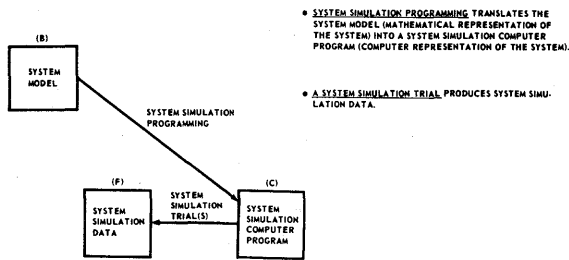 • SYSTEM SIMULATION PROGRAMMING TRANSLATES THE
SYSTEM MODEL (MATHEMATICAL REPRESENTATION OF
THE SYSTEM) INTO A SYSTEM SIMULATION COMPUTER
PROGRAM (COMPUTER REPRESENTATION OF THE SYSTEM).
• A SYSTEM SIMULATION TRIAL PRODUCES SYSTEM SIMU-
LATION DATA.
(B)
SYSTEM
MODEL
SYSTEM SIMULATION
PROGRAMMING
(F)
SYSTEM
SIMULATION
DATA
SYSTEM
SIMULATION
TRIAL(S)
(C)
SYSTEM
SIMULATION
COMPUTER
PROGRAM